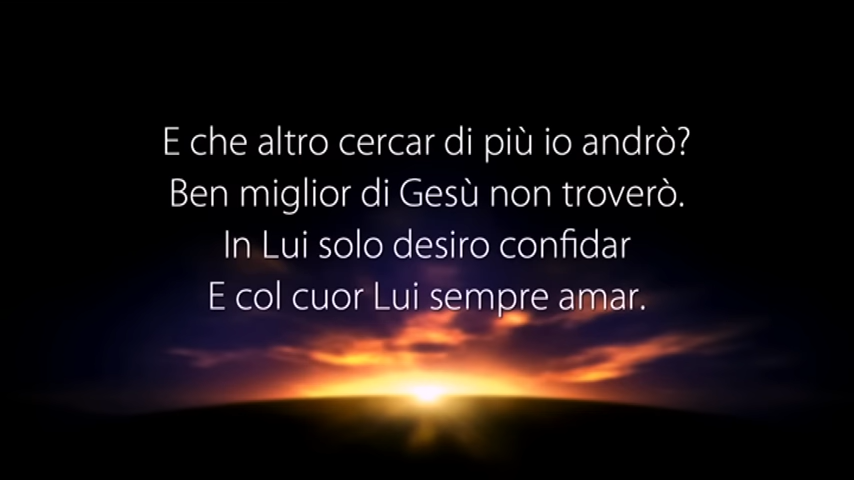 E che altro cercar di più io andrò?
Ben miglior di Gesù non troverò.
In Lui solo desiro confidar
E col cuor Lui sempre amar.